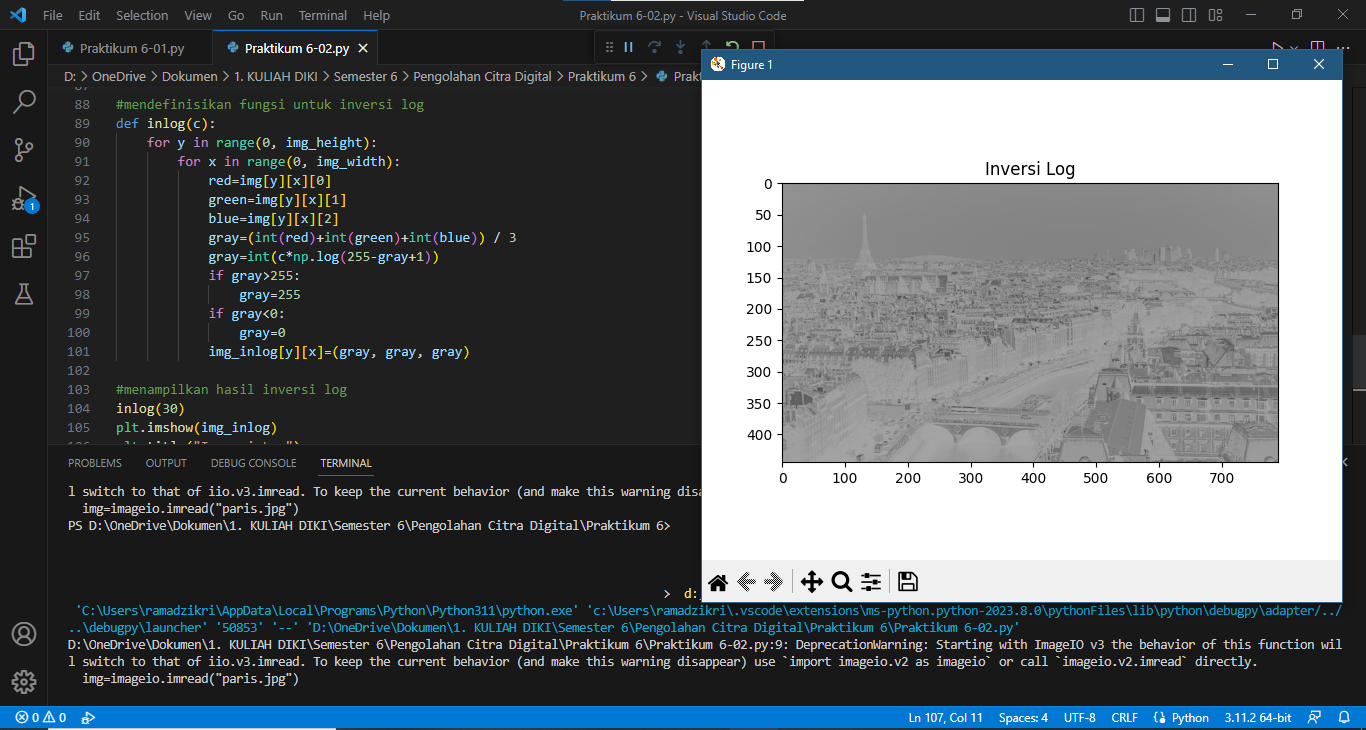 File Edit Selection View Go Run Terminal Help Praktikum 6-02.py - Visual Studio Code
Praktikum 6-01.py Praktikum 6-02.py
D: > OneDrive > Dokumen > 1. KULIAH DIKI > Semester 6 > Pengolahan Citra Digital > Praktikum 6 >
88 #mendefinisikan fungsi untuk inversi log
89 def inlog(c):
90 for y in range(0, img_height):
91 for x in range(0, img_width):
92 red=img[y][x][0]
93 green=img[y][x][1]
94 blue=img[y][x][2]
95 gray=(int(red)+int(green)+int(blue)) / 3
96 gray=int(c*np.log(255-gray+1))
97 if gray>255:
98 gray=255
99 if gray<0:
100 gray=0
101 img_inlog[y][x]=(gray, gray, gray)
102
103 #menampilkan hasil inversi log
104 inlog(30)
105 plt.imshow(img_inlog)
Figure 1
Inversi Log
0
50
100
150
200
250
300
350
400
0 100 200 300 400 500 600 700
1
PROBLEMS OUTPUT DEBUG CONSOLE TERMINAL
l switch to that of iio.v3.imread. To keep the current behavior (and make this warning
img=imageio.imread("paris.jpg")
PS D:\OneDrive\Dokumen\1. KULIAH DIKI\Semester 6\Pengolahan Citra Digital\Praktikum 6>
> d:
'C:\Users\ramadzikri\AppData\Local\Programs\Python\Python311\python.exe' 'c:\Users\ramadzikri\.vscode\extensions\ms-python.python-2023.8.0\pythonFiles\lib\python\debugpy\adapter/../
..\debugpy\launcher' '50853' '--' 'D:\OneDrive\Dokumen\1. KULIAH DIKI\Semester 6\Pengolahan Citra Digital\Praktikum 6\Praktikum 6-02.py'
D:\OneDrive\Dokumen\1. KULIAH DIKI\Semester 6\Pengolahan Citra Digital\Praktikum 6\Praktikum 6-02.py:9: DeprecationWarning: Starting with ImageIO v3 the behavior of this function wil
l switch to that of iio.v3.imread. To keep the current behavior (and make this warning disappear) use `import imageio.v2 as imageio` or call `imageio.v2.imread` directly.
img=imageio.imread("paris.jpg")
0 0 Ln 107, Col 11 Spaces: 4 UTF-8 CRLF Python 3.11.2 64-bit